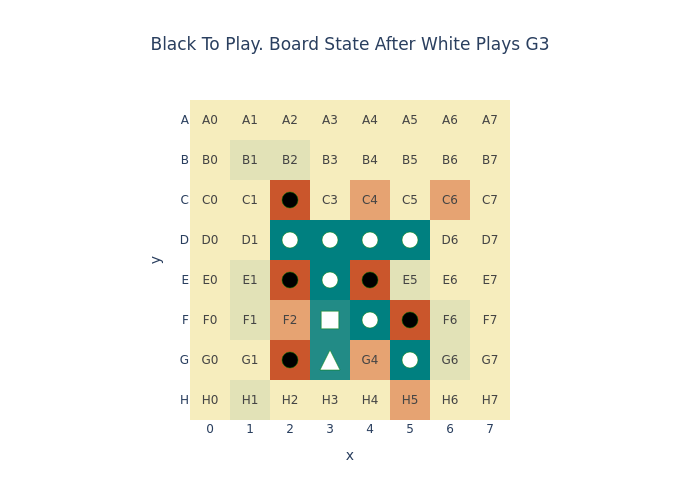 Black To Play. Board State After White Plays G3
A A0 A1 A2 A3 A4 A5 A6 A7
B B0 B1 B2 B3 B4 B5 B6 B7
C C0 C1 C3 C4 C5 C6 C7
D D0 D1 D6 D7
E E0 E1 E5 E6 E7
F F0 F1 F2 F6 F7
G G0 G1 G4 G6 G7
H H0 H1 H2 H3 H4 H5 H6 H7
0 1 2 3 4 5 6 7
x
y